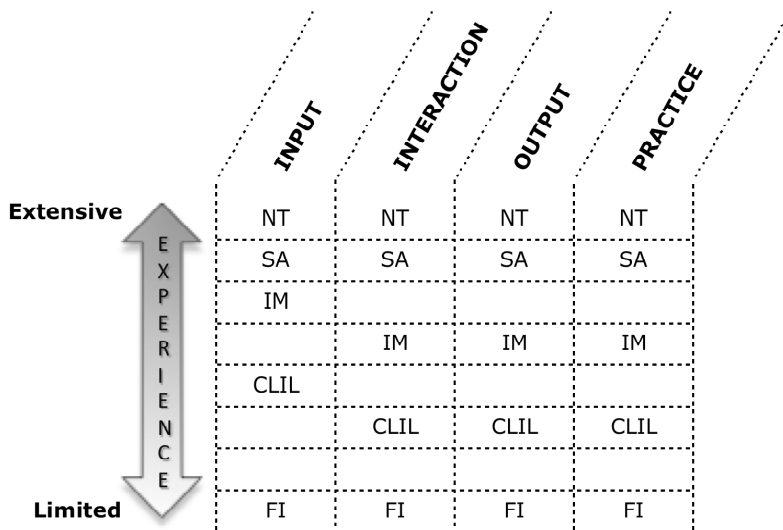 INPUT INTERACTION OUTPUT PRACTICE
Extensive
EXPERIENCE
NT NT NT NT
SA SA SA SA
IM
IM IM IM
CLIL
CLIL CLIL CLIL
Limited
FI FI FI FI